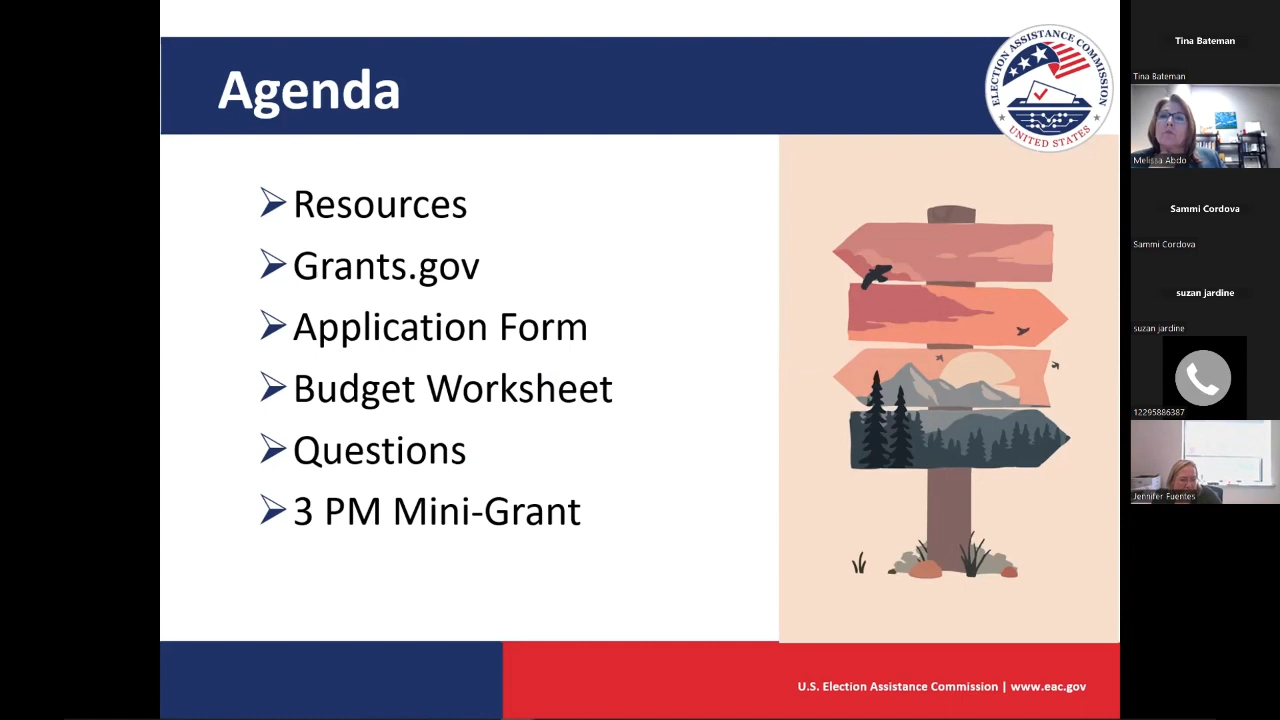 Agenda
ELECTION ASSISTANCE COMMISSION
UNITED STATES
Resources
Grants.gov
Application Form
Budget Worksheet
Questions
3 PM Mini-Grant
U.S. Election Assistance Commission | www.eac.gov
Tina Bateman
Tina Bateman
Melissa Abdo
Sammi Cordova
Sammi Cordova
suzan jardine
suzan jardine
12295886387
Jennifer Fuentes